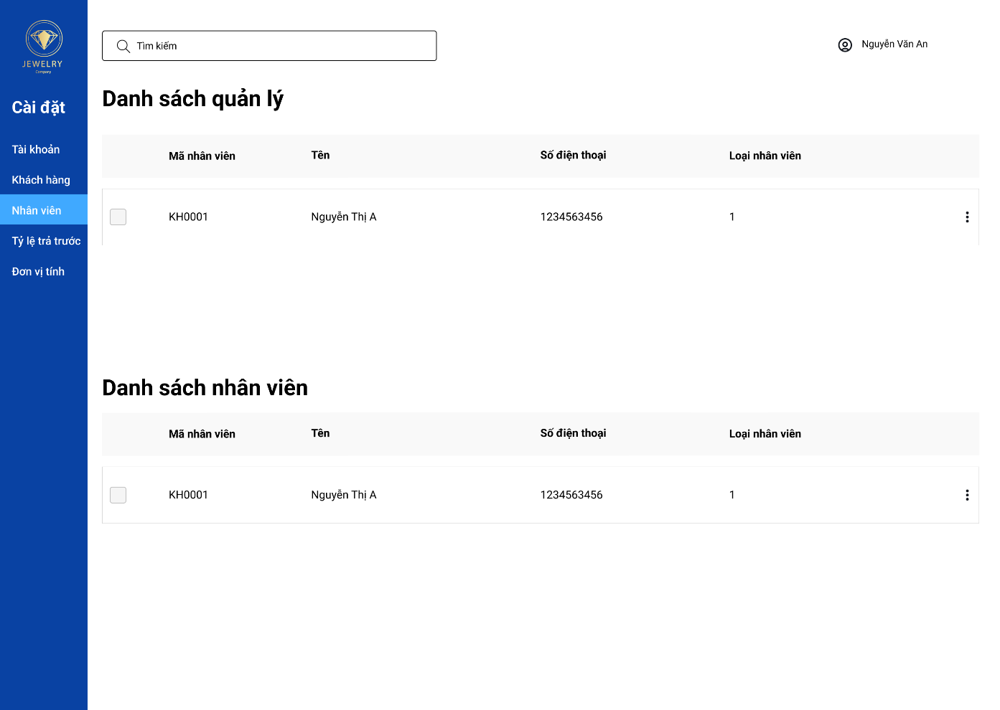 JEWELRY
Company
Cài đặt
Tài khoản
Khách hàng
Nhân viên
Tỷ lệ trả trước
Đơn vị tính
Tìm kiếm
Nguyễn Văn An
Danh sách quản lý
Mã nhân viên Tên Số điện thoại Loại nhân viên
KH0001 Nguyễn Thị A 1234563456 1
Danh sách nhân viên
Mã nhân viên Tên Số điện thoại Loại nhân viên
KH0001 Nguyễn Thị A 1234563456 1